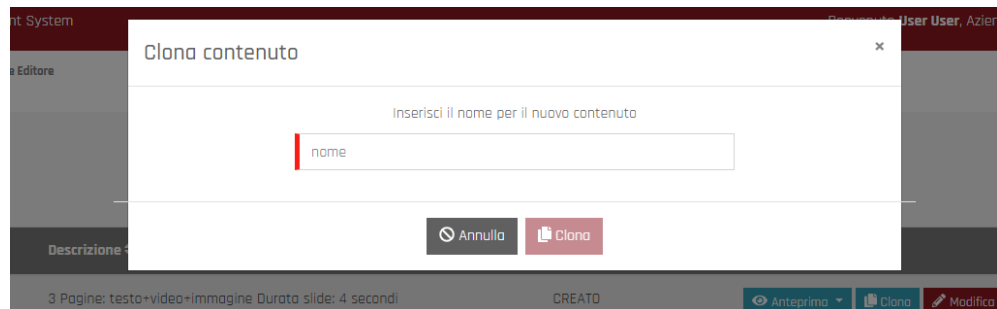 nt System
User User, Azien
e Editore
Clona contenuto
×
Inserisci il nome per il nuovo contenuto
nome
Annulla
Clona
Descrizione
3 Pagine: testo+video+immagine Durata slide: 4 secondi
CREATO
Anteprima
Clona
Modifica